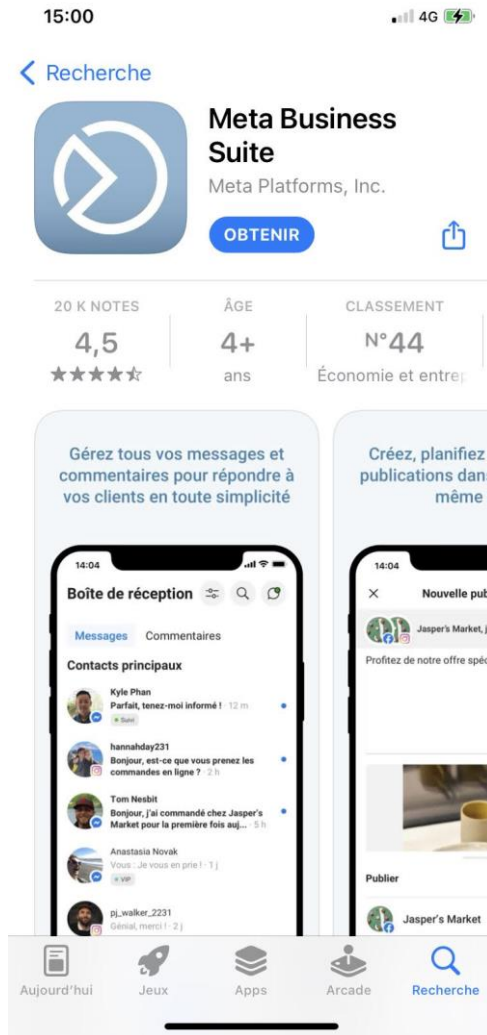 15:00
4G
Recherche
Meta Business
Suite
Meta Platforms, Inc.
OBTENIR
20 K NOTES
ÂGE
CLASSEMENT
4,5
4+
N°44
ans
Économie et entrep
Gérez tous vos messages et
commentaires pour répondre à
vos clients en toute simplicité
14:04
Boîte de réception
Messages
Commentaires
Contacts principaux
Kyle Phan
Parfait, tenez-moi informé ! · 12 m
Suivi
hannahday231
Bonjour, est-ce que vous prenez les
commandes en ligne ? · 2 h
Tom Nesbit
Bonjour, j'ai commandé chez Jasper's
Market pour la première fois auj... · 5 h
Anastasia Novak
Vous : Je vous en prie ! · 1 j
VIP
pj_walker_2231
Génial, merci ! · 2 j
Créez, planifiez
publications dans
même
14:04
Nouvelle pub
Jasper's Market, j
Profitez de notre offre spéc
Publier
Jasper's Market
Aujourd'hui
Jeux
Apps
Arcade
Recherche